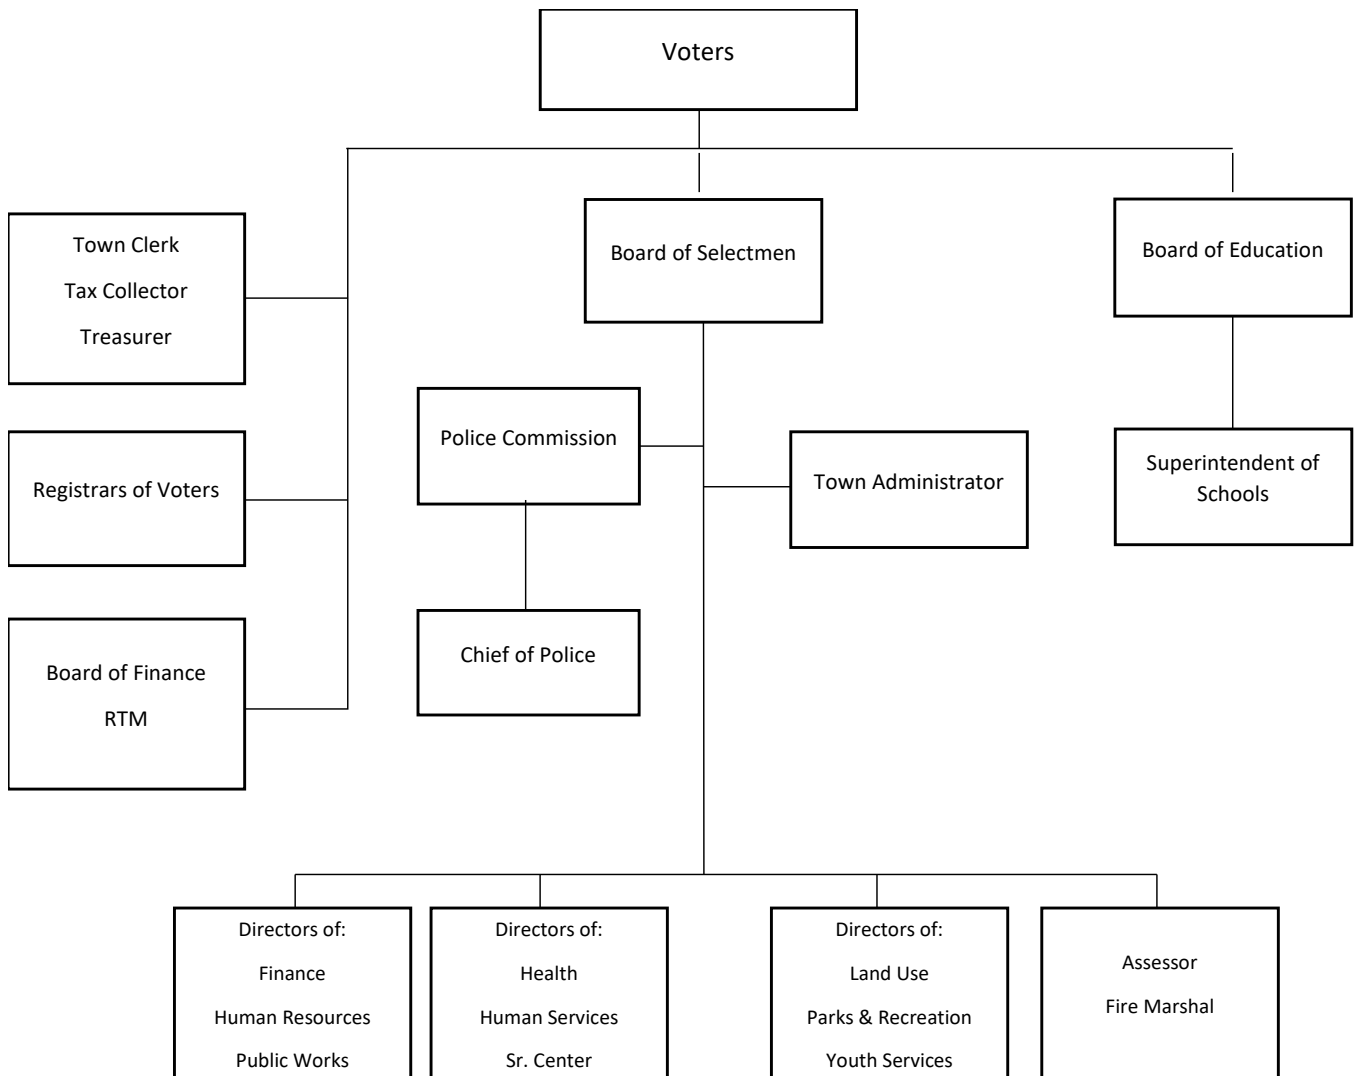 Voters
Town Clerk
Tax Collector
Treasurer
Board of Selectmen
Board of Education
Police Commission
Town Administrator
Superintendent of
Schools
Registrars of Voters
Chief of Police
Board of Finance
RTM
Directors of:
Finance
Human Resources
Public Works
Directors of:
Health
Human Services
Sr. Center
Directors of:
Land Use
Parks & Recreation
Youth Services
Assessor
Fire Marshal